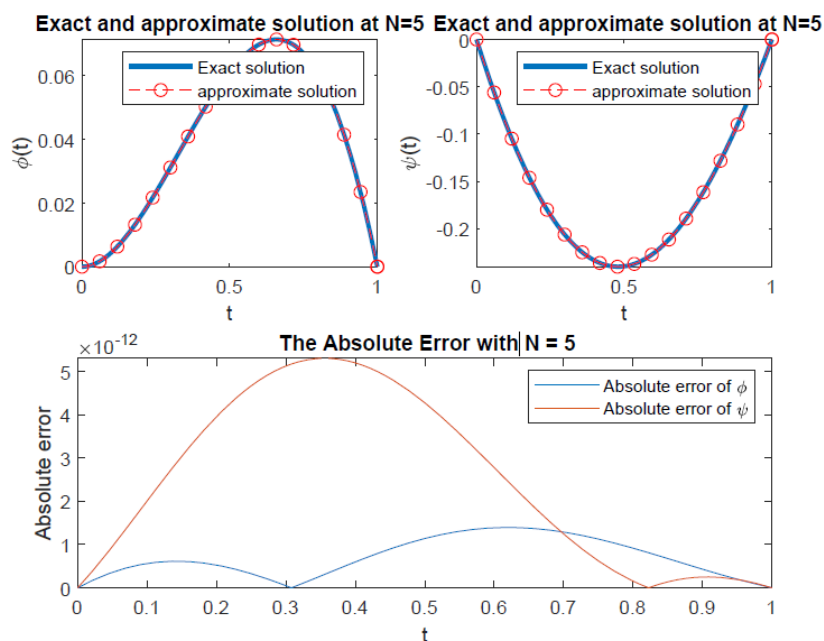 Exact and approximate solution at N=5
Exact solution
approximate solution
φ(t)
0.06
0.04
0.02
0
0
0.5
1
t
Exact and approximate solution at N=5
Exact solution
approximate solution
ψ(t)
0
-0.05
-0.1
-0.15
-0.2
0
0.5
1
t
The Absolute Error with N = 5
×10-12
Absolute error of φ
Absolute error of ψ
Absolute error
5
4
3
2
1
0
0
0.1
0.2
0.3
0.4
0.5
0.6
0.7
0.8
0.9
1
t